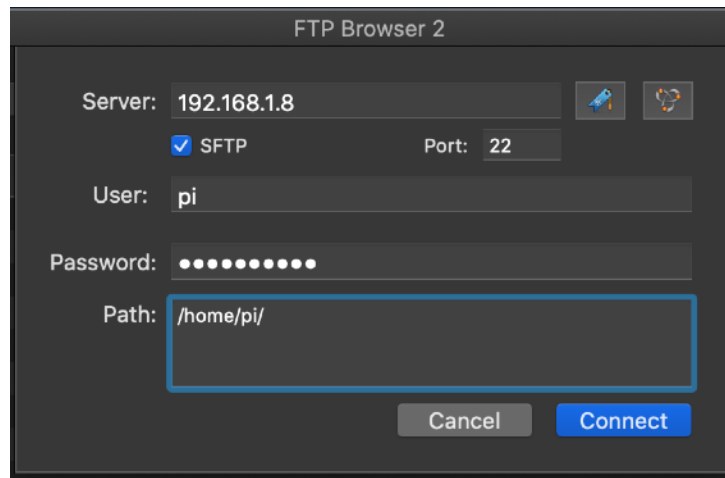 FTP Browser 2
Server: 192.168.1.8
SFTP Port: 22
User: pi
Password: ••••••••••
Path: /home/pi/
Cancel Connect